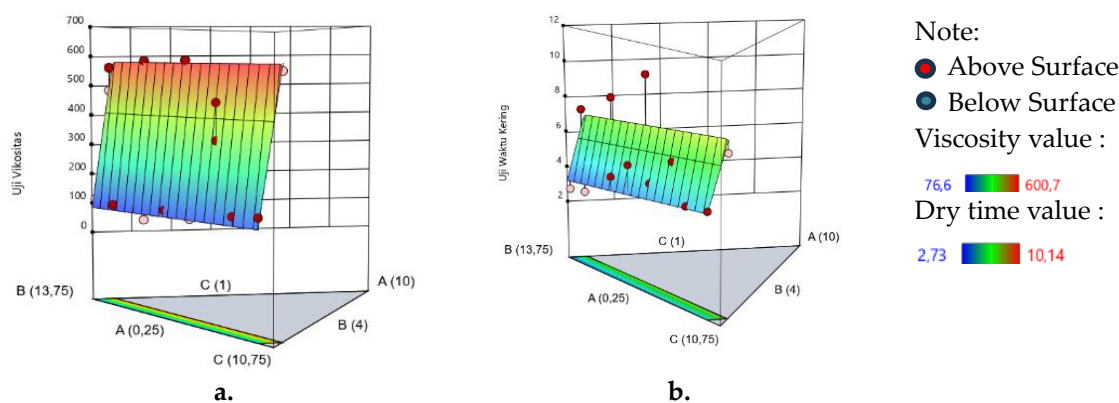 700
600
500
400
300
200
100
0
Uji Vikositas
B (13,75)
C (1)
A (10)
A (0,25)
B (4)
C (10,75)
a.
12
10
8
6
4
2
Uji Waktu Kering
B (13,75)
C (1)
A (10)
A (0,25)
B (4)
C (10,75)
b.
Note:
Above Surface
Below Surface
Viscosity value :
76,6 600,7
Dry time value :
2,73 10,14